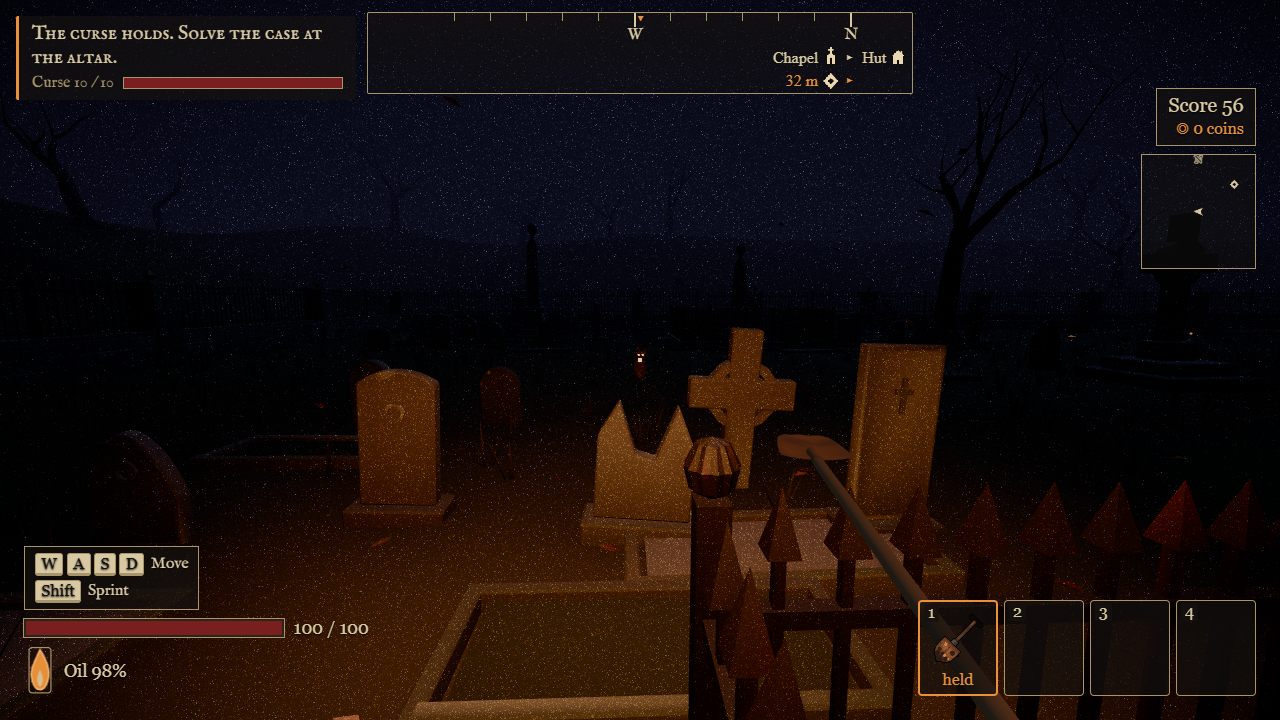 The curse holds. Solve the case at
the altar.
Curse 10/10
W
N
Chapel
Hut
32 m
Score 56
0 coins
W A S D Move
Shift Sprint
100 / 100
Oil 98%
1
held
2
3
4